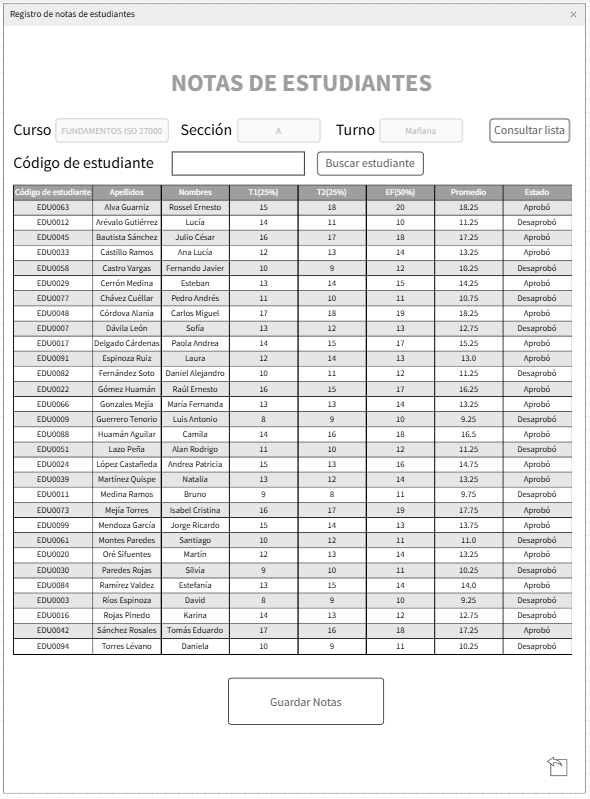 Registro de notas de estudiantes
NOTAS DE ESTUDIANTES
Curso FUNDAMENTOS ISO 27000 Sección A Turno Mañana Consultar lista
Código de estudiante Buscar estudiante
Código de estudiante Apellidos Nombres T1(25%) T2(25%) EF(50%) Promedio Estado
EDU0063 Alva Guarniz Rossel Ernesto 15 18 20 18.25 Aprobó
EDU0012 Arévalo Gutiérrez Lucía 14 11 10 11.25 Desaprobó
EDU0045 Bautista Sánchez Julio César 16 17 18 17.25 Aprobó
EDU0033 Castillo Ramos Ana Lucía 12 13 14 13.25 Aprobó
EDU0058 Castro Vargas Fernando Javier 10 9 12 10.25 Desaprobó
EDU0029 Cerrón Medina Esteban 13 14 15 14.25 Aprobó
EDU0077 Chávez Cuéllar Pedro Andrés 11 10 11 10.75 Desaprobó
EDU0048 Córdova Alania Carlos Miguel 17 18 19 18.25 Aprobó
EDU0007 Dávila León Sofía 13 12 13 12.75 Desaprobó
EDU0017 Delgado Cárdenas Paola Andrea 14 15 17 15.25 Aprobó
EDU0091 Espinoza Ruiz Laura 12 14 13 13.0 Aprobó
EDU0082 Fernández Soto Daniel Alejandro 10 11 12 11.25 Desaprobó
EDU0022 Gómez Huamán Raúl Ernesto 16 15 17 16.25 Aprobó
EDU0066 Gonzales Mejía María Fernanda 13 13 14 13.25 Aprobó
EDU0009 Guerrero Tenorio Luis Antonio 8 9 10 9.25 Desaprobó
EDU0088 Huamán Aguilar Camila 14 16 18 16.5 Aprobó
EDU0051 Lazo Peña Alan Rodrigo 11 10 12 11.25 Desaprobó
EDU0024 López Castañeda Andrea Patricia 15 13 16 14.75 Aprobó
EDU0039 Martínez Quispe Natalia 13 12 14 13.25 Aprobó
EDU0011 Medina Ramos Bruno 9 8 11 9.75 Desaprobó
EDU0073 Mejía Torres Isabel Cristina 16 17 19 17.75 Aprobó
EDU0099 Mendoza García Jorge Ricardo 15 14 13 13.75 Aprobó
EDU0061 Montes Paredes Santiago 10 12 11 11.0 Desaprobó
EDU0020 Oré Sifuentes Martín 12 13 14 13.25 Aprobó
EDU0030 Paredes Rojas Silvia 9 10 11 10.25 Desaprobó
EDU0084 Ramírez Valdez Estefanía 13 15 14 14.0 Aprobó
EDU0003 Ríos Espinoza David 8 9 10 9.25 Desaprobó
EDU0016 Rojas Pinedo Karina 14 13 12 12.75 Desaprobó
EDU0042 Sánchez Rosales Tomás Eduardo 17 16 18 17.25 Aprobó
EDU0094 Torres Lévano Daniela 10 9 11 10.25 Desaprobó
Guardar Notas